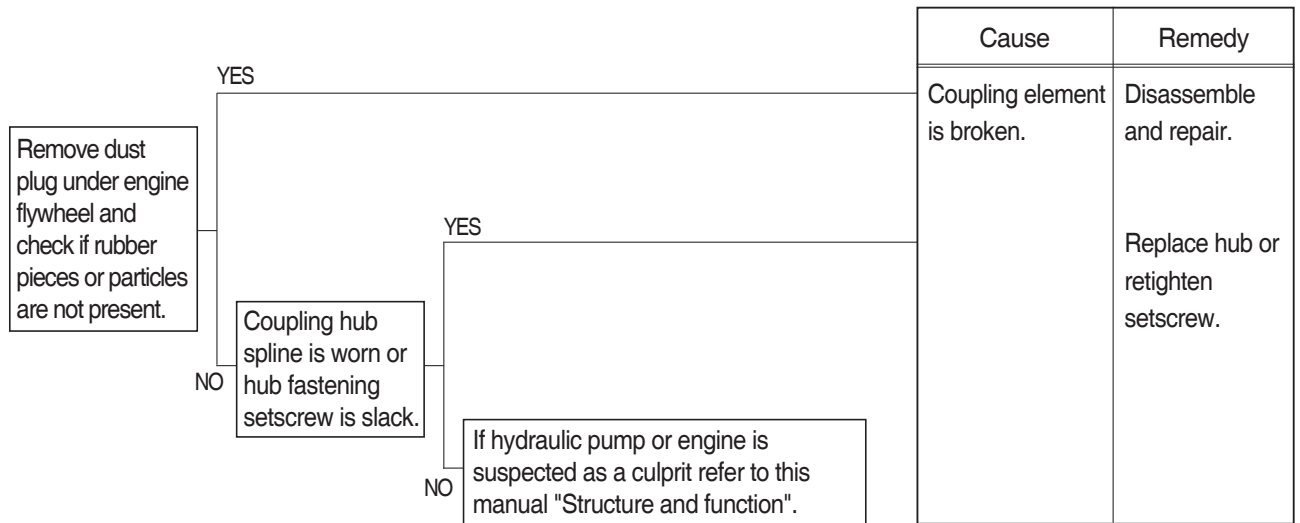 Cause
Remedy
YES
Coupling element
is broken.
Disassemble
and repair.
Remove dust
plug under engine
flywheel and
check if rubber
pieces or particles
are not present.
YES
Replace hub or
retighten
setscrew.
NO
Coupling hub
spline is worn or
hub fastening
setscrew is slack.
NO
If hydraulic pump or engine is
suspected as a culprit refer to this
manual "Structure and function".